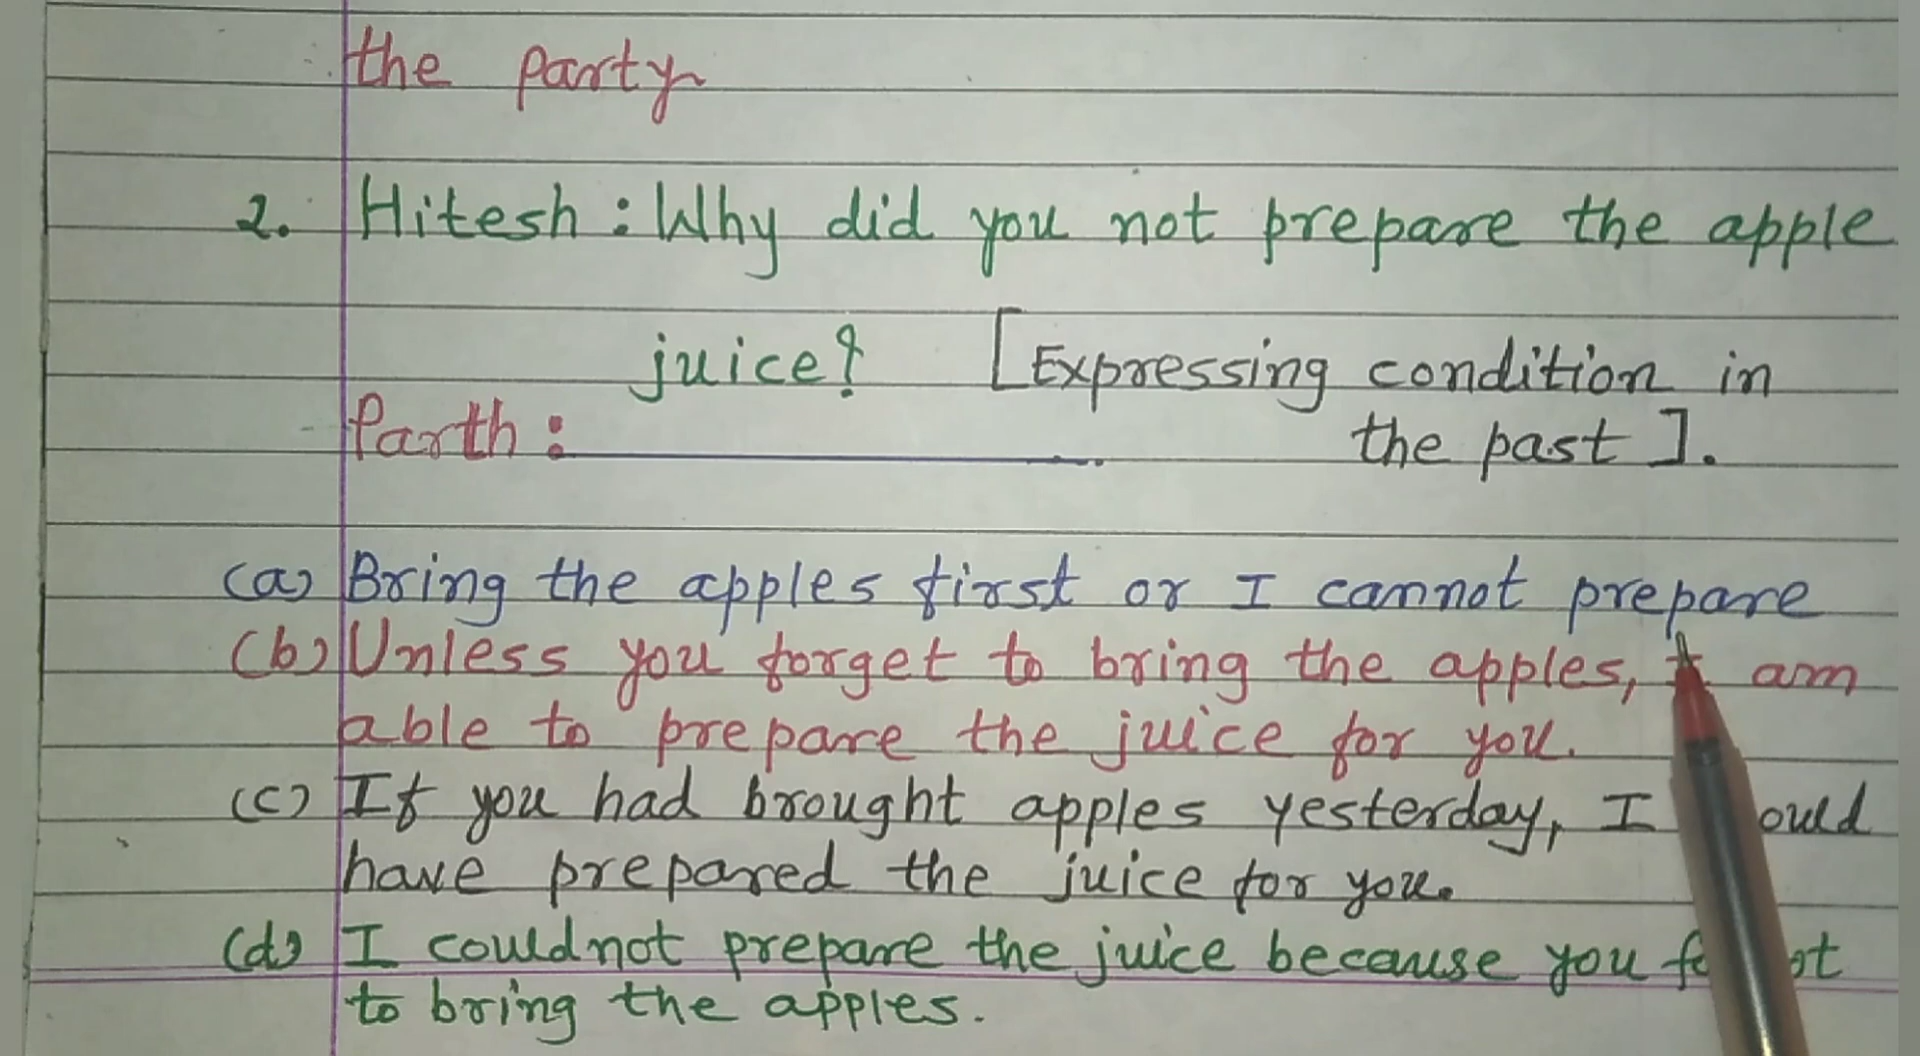 the party
2. Hitesh : Why did you not prepare the apple
juice? [Expressing condition in
Parth : the past ].
(a) Bring the apples first or I cannot prepare
(b) Unless you forget to bring the apples, am
able to prepare the juice for you.
(c) If you had brought apples yesterday, I
have prepared the juice for you.
(d) I could not prepare the juice because you
to bring the apples.